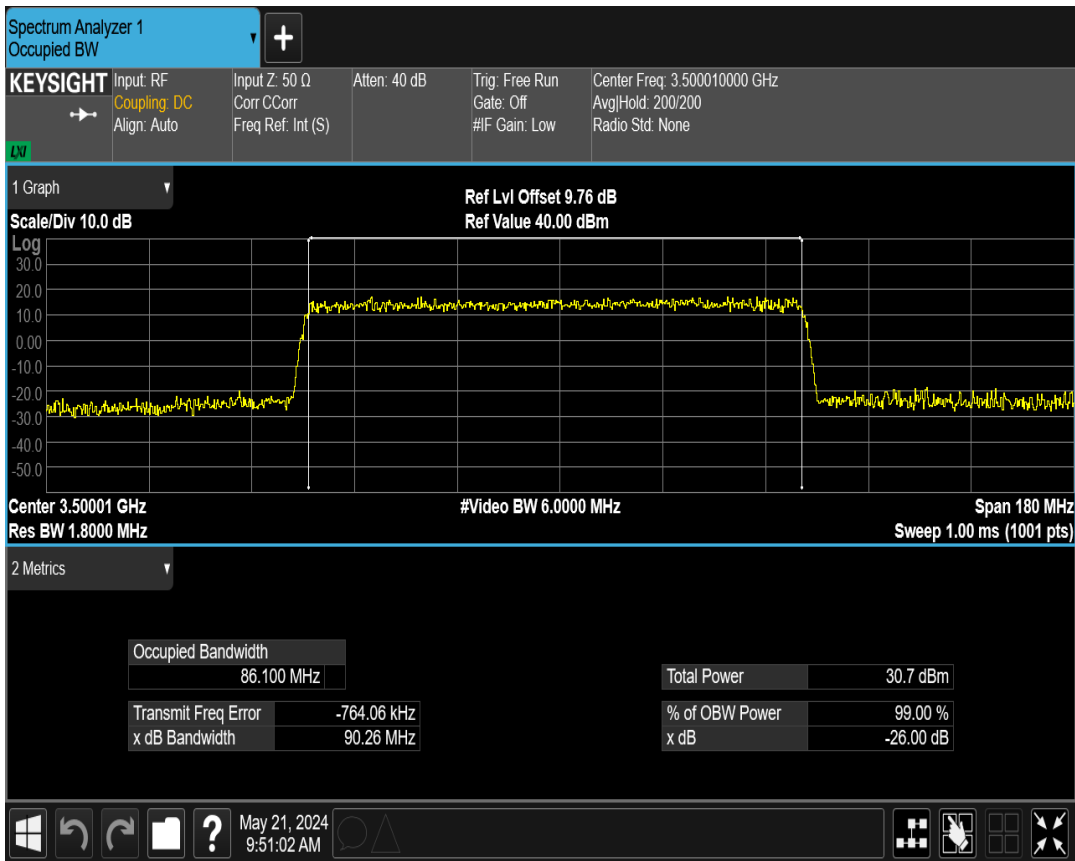 Spectrum Analyzer 1
Occupied BW
+
KEYSIGHT
LXI
Input: RF
Coupling: DC
Align: Auto
Input Z: 50 Ω
Corr CCorr
Freq Ref: Int (S)
Atten: 40 dB
Trig: Free Run
Gate: Off
#IF Gain: Low
Center Freq: 3.500010000 GHz
Avg|Hold: 200/200
Radio Std: None
1 Graph
Scale/Div 10.0 dB
Ref Lvl Offset 9.76 dB
Ref Value 40.00 dBm
Log
30.0
20.0
10.0
0.00
-10.0
-20.0
-30.0
-40.0
-50.0
Center 3.50001 GHz
Res BW 1.8000 MHz
#Video BW 6.0000 MHz
Span 180 MHz
Sweep 1.00 ms (1001 pts)
2 Metrics
Occupied Bandwidth
86.100 MHz
Transmit Freq Error -764.06 kHz
x dB Bandwidth 90.26 MHz
Total Power 30.7 dBm
% of OBW Power 99.00 %
x dB -26.00 dB
?
May 21, 2024
9:51:02 AM